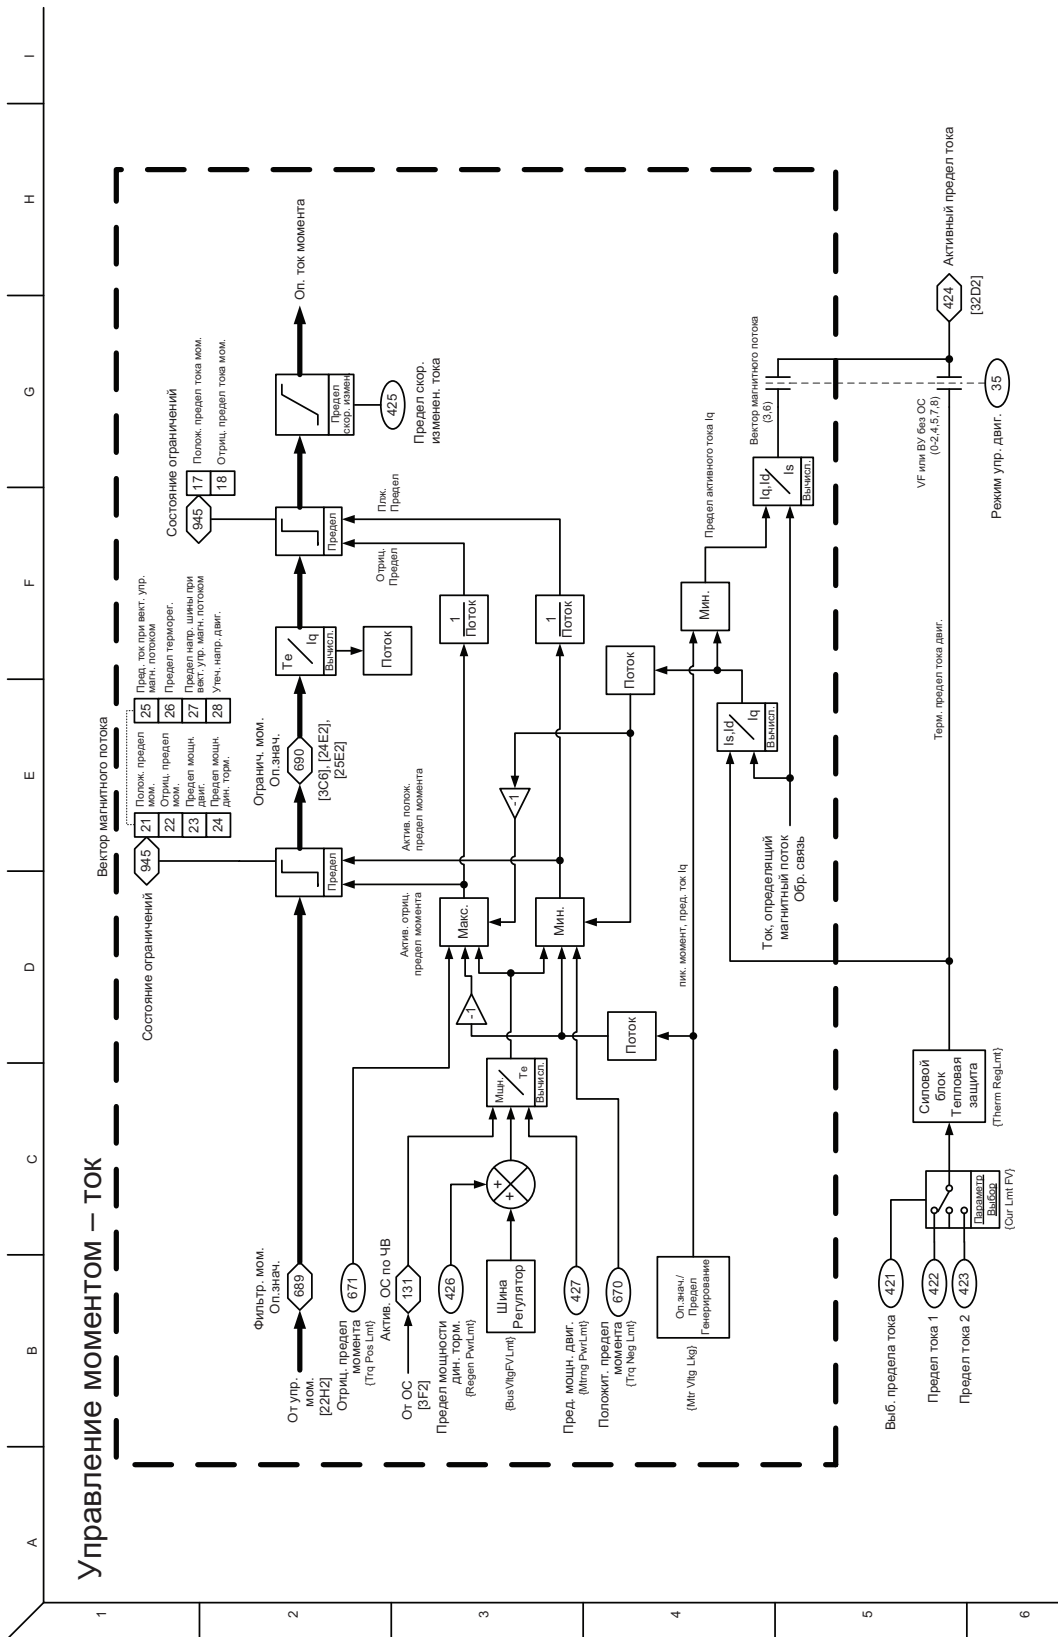 A
B
C
D
E
F
G
H
I
1
2
3
4
5
6
Управление моментом – ток
Вектор магнитного потока
Состояние ограничений
945
21
Полож. предел
мом.
22
Отриц. предел
мом.
23
Предел мощн.
двиг.
24
Предел мощн.
дин. торм.
25
Пред. ток при вект. упр.
магн. потоком
26
Предел терморег.
27
Предел напр. шины при
вект. упр. магн. потоком
28
Утеч. напр. двиг.
Состояние ограничений
945
17
Полож. предел тока мом.
18
Отриц. предел тока мом.
От упр.
мом.
[22H2]
Фильтр. мом.
Оп.знач.
689
Предел
Огранич. мом.
Оп.знач.
690
[3C6], [24E2],
[25E2]
Te
Iq
Вычисл.
Поток
Предел
Предел
скор. измен.
Оп. ток момента
425
Предел скор.
изменен. тока
Отриц. предел
момента
{Trq Pos Lmt}
671
От ОС
[3F2]
Актив. ОС по ЧВ
131
Предел мощности
дин. торм.
{Regen PwrLmt}
426
{BusVltgFVLmt}
Шина
Регулятор
+
+
Мщн.
Te
Вычисл.
Пред. мощн. двиг.
{Mtrng PwrLmt}
427
Положит. предел
момента
{Trq Neg Lmt}
670
{Mtr Vltg Lkg}
Оп.знач./
Предел
Генерирование
Поток
-1
Макс.
Мин.
Актив. отриц.
предел момента
Актив. полож.
предел момента
-1
1
Поток
1
Поток
Отриц.
Предел
Плж.
Предел
Поток
пик. момент, пред. ток Iq
Мин.
Предел активного тока Iq
Is,Id
Iq
Вычисл.
Iq,Id
Is
Вычисл.
Ток, определящий
магнитный поток
Обр. связь
Вектор магнитного потока
(3,6)
VF или ВУ без ОС
(0-2,4,5,7,8)
35
Режим упр. двиг.
424
Активный предел тока
[32D2]
Терм. предел тока двиг.
Выб. предела тока
421
Предел тока 1
422
Предел тока 2
423
Параметр
Выбор
{Cur Lmt FV}
Силовой
блок
Тепловая
защита
{Therm RegLmt}